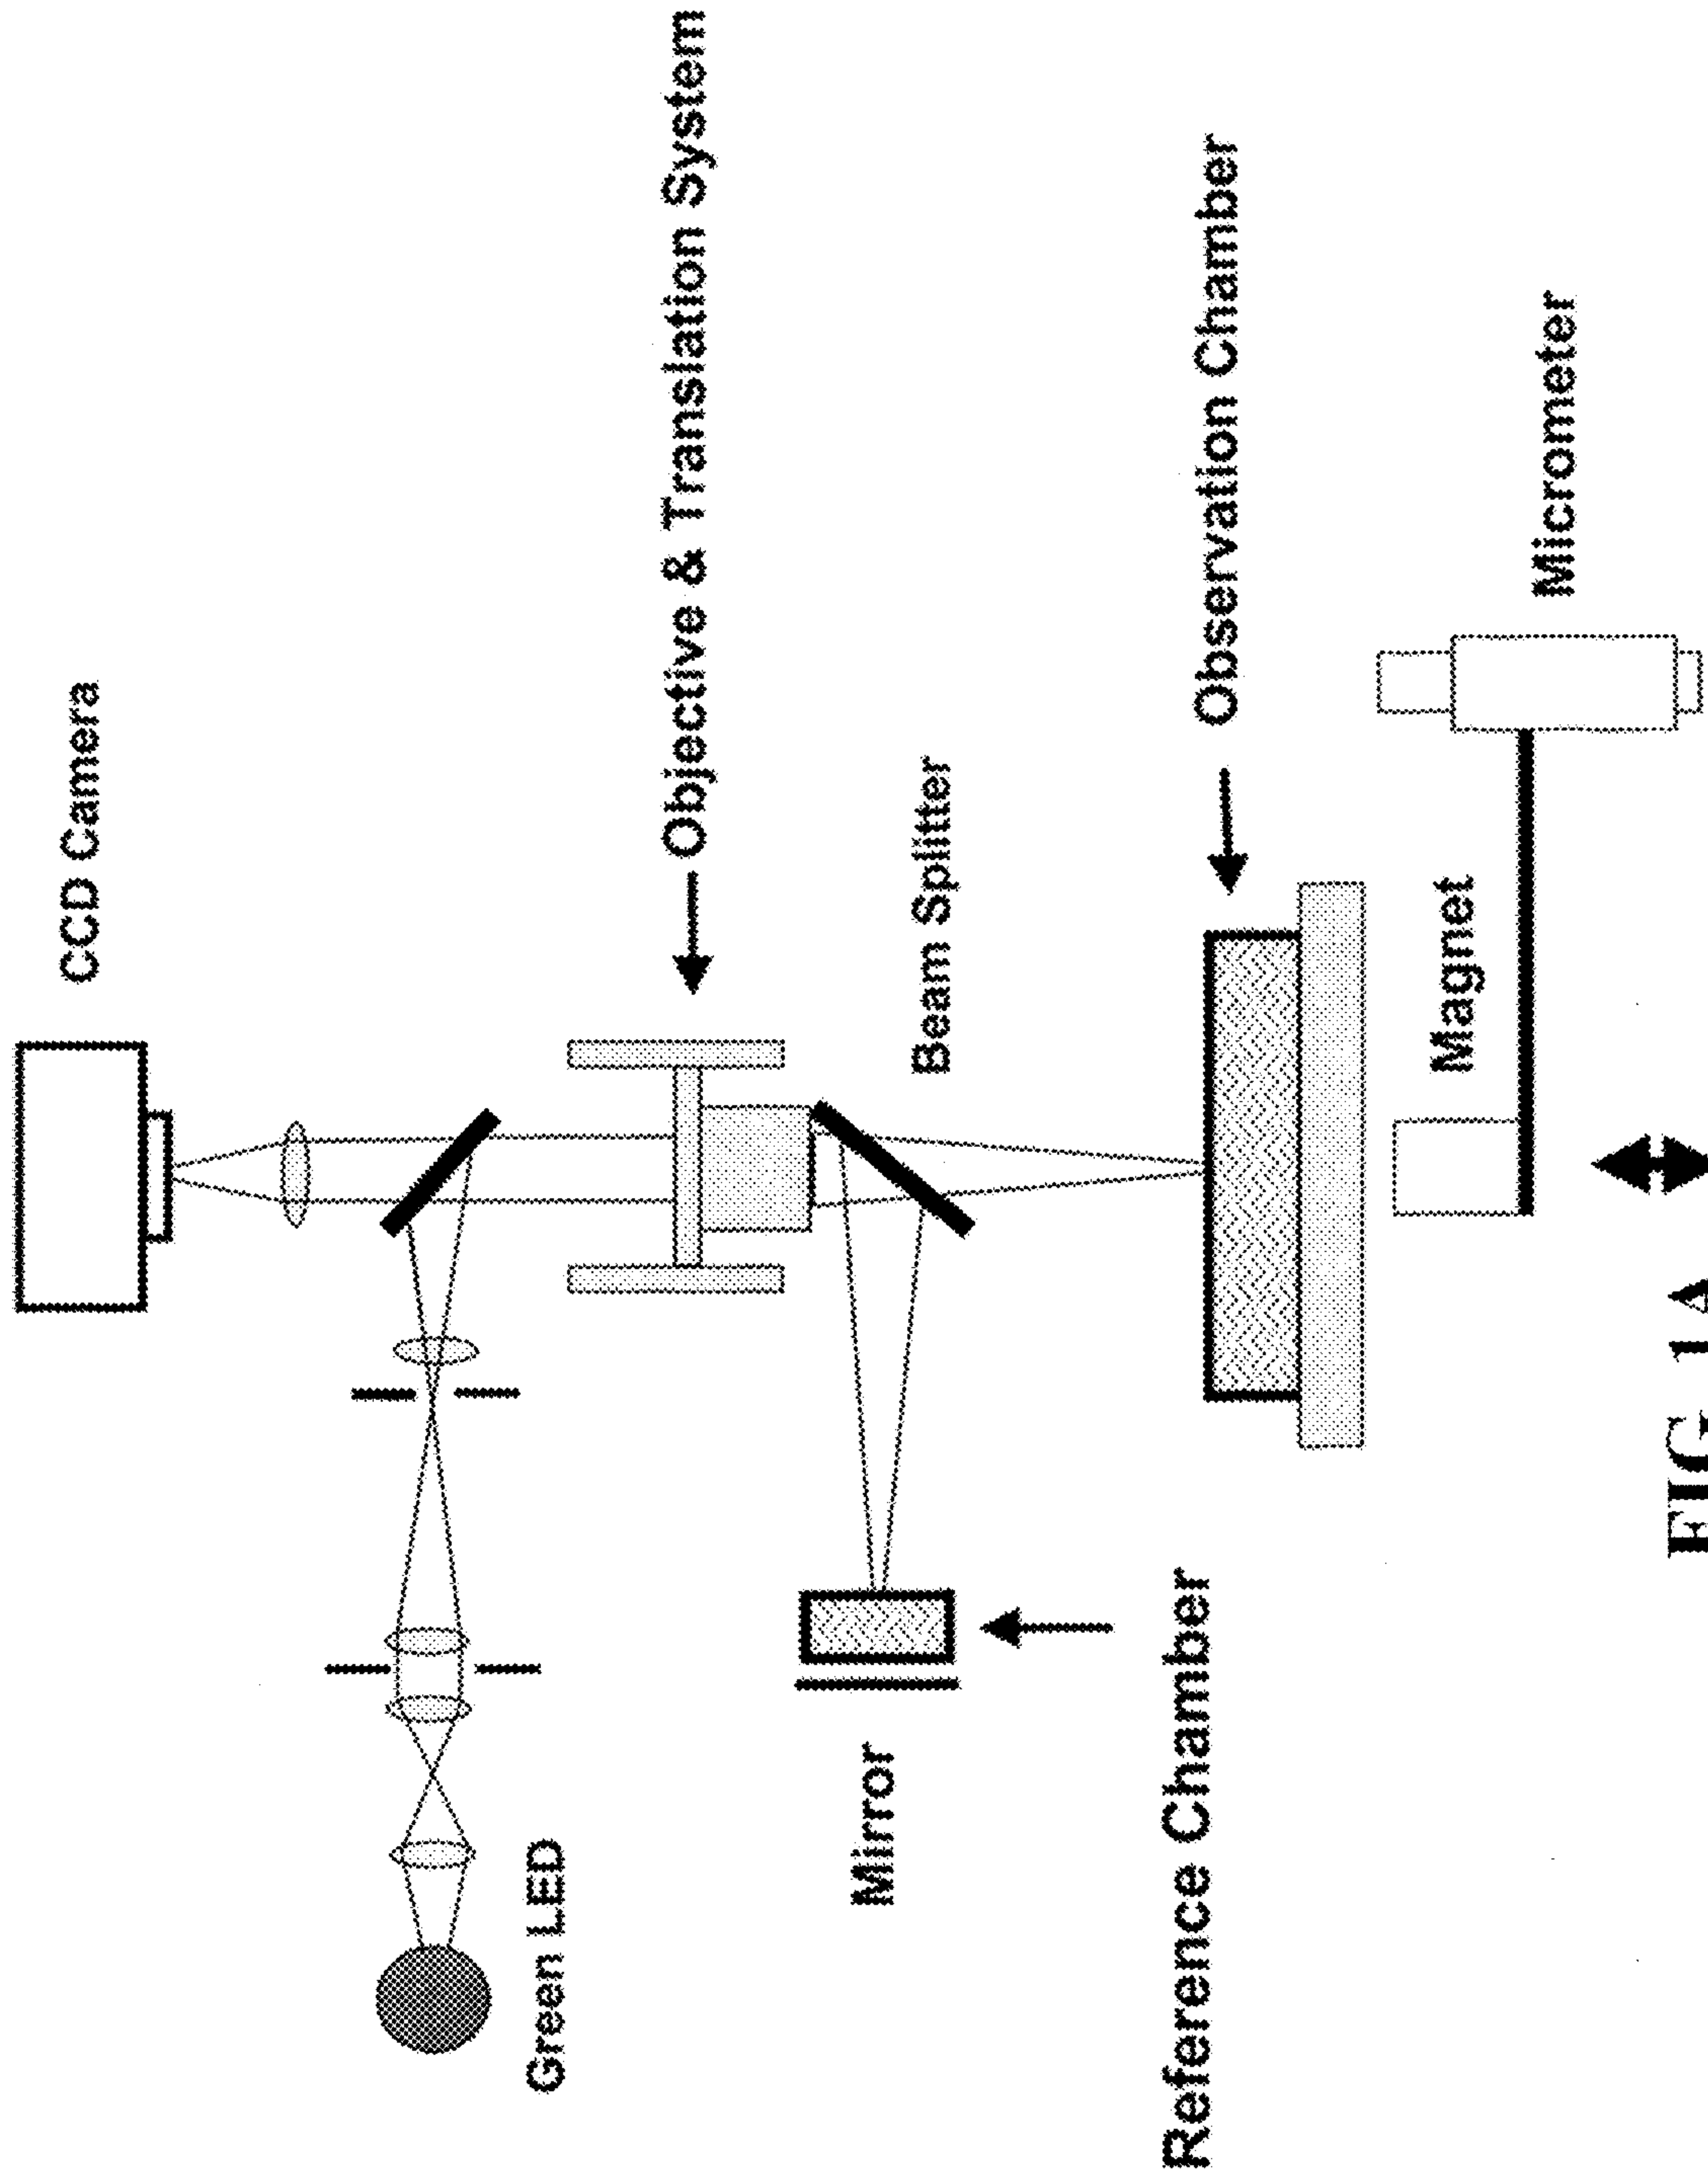 CCD Camera
Objective & Translation System
Green LED
Beam Splitter
Mirror
Observation Chamber
Reference Chamber
Magnet
Micrometer
FIG. 1A